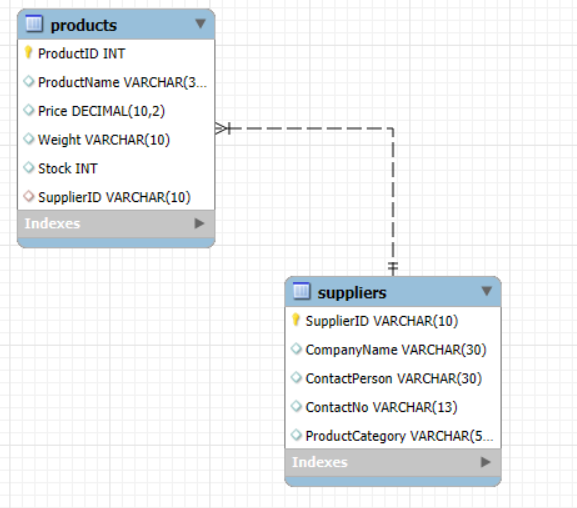 products
ProductID INT
ProductName VARCHAR(3...
Price DECIMAL(10,2)
Weight VARCHAR(10)
Stock INT
SupplierID VARCHAR(10)
Indexes
suppliers
SupplierID VARCHAR(10)
CompanyName VARCHAR(30)
ContactPerson VARCHAR(30)
ContactNo VARCHAR(13)
ProductCategory VARCHAR(5...
Indexes